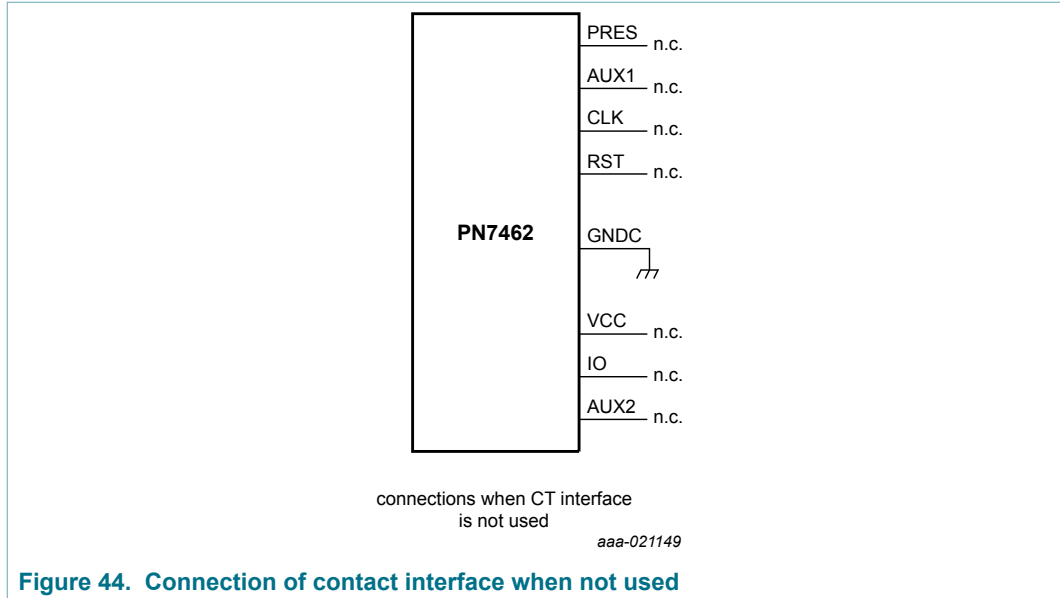 PRES n.c.
AUX1 n.c.
CLK n.c.
RST n.c.
PN7462 GNDC
VCC n.c.
IO n.c.
AUX2 n.c.
connections when CT interface
is not used
aaa-021149
Figure 44. Connection of contact interface when not used